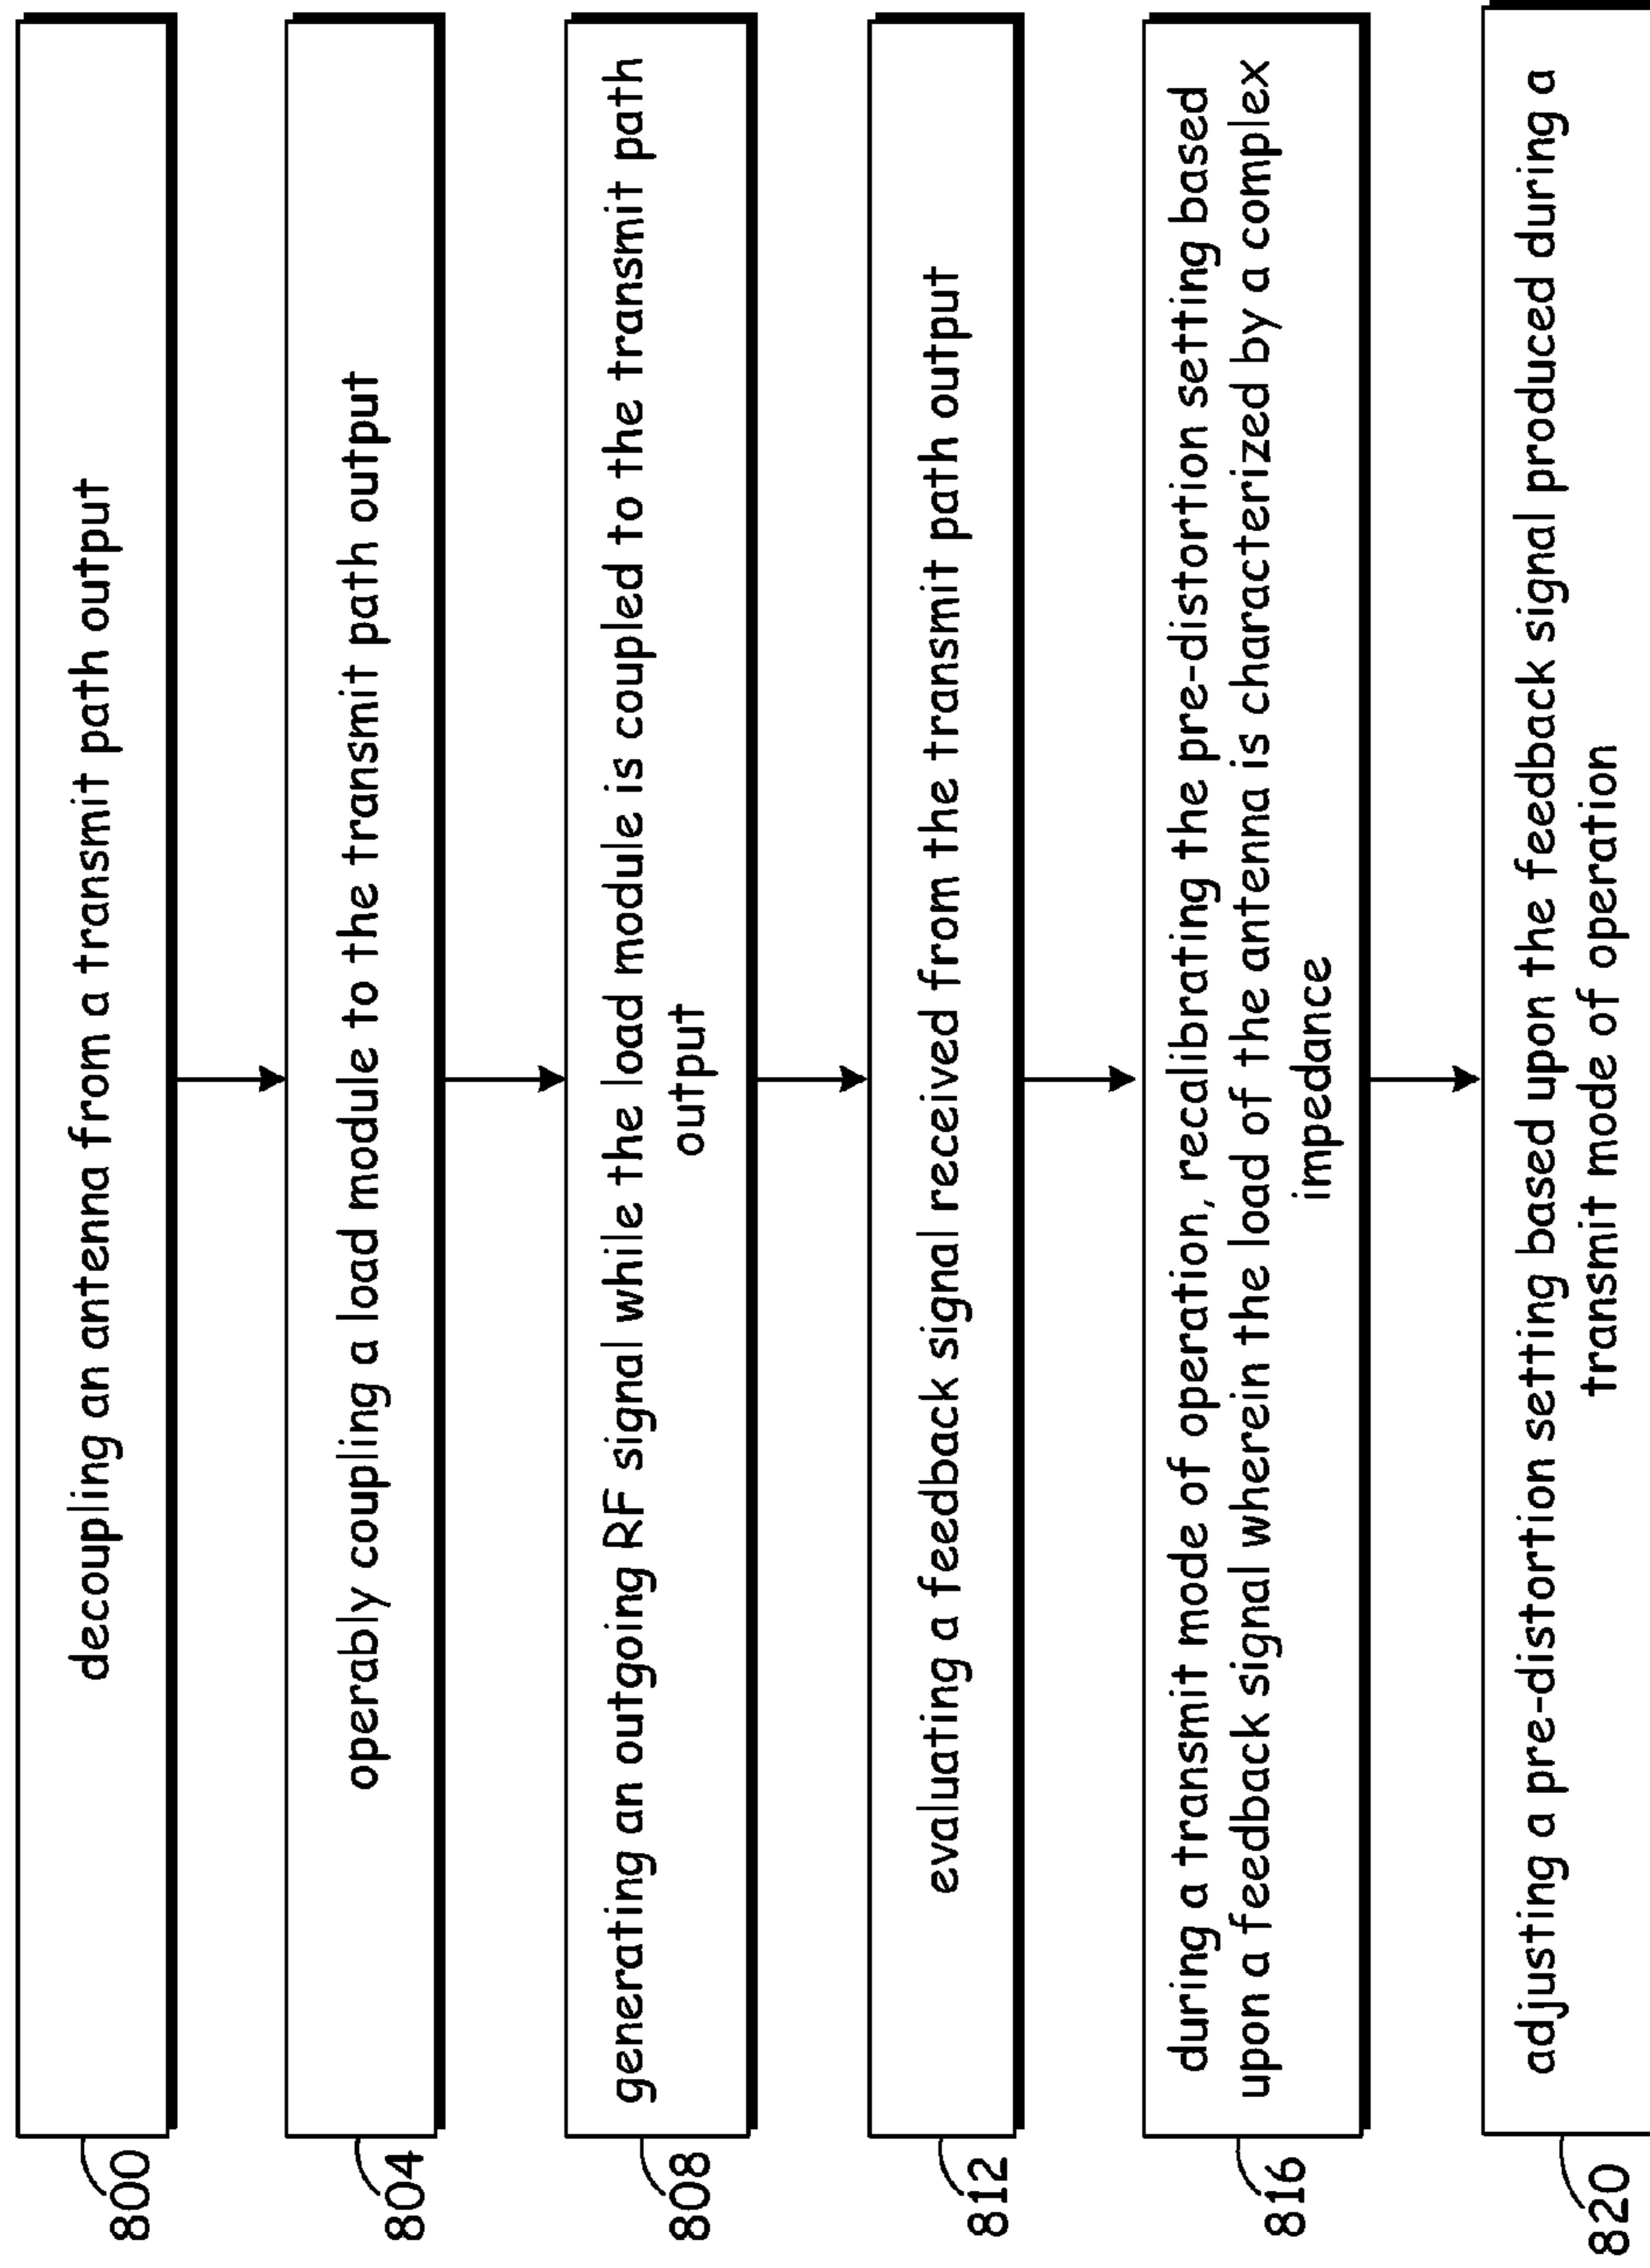 800
decoupling an antenna from a transmit path output
804
operably coupling a load module to the transmit path output
808
generating an outgoing RF signal while the load module is coupled to the transmit path
output
812
evaluating a feedback signal received from the transmit path output
816
during a transmit mode of operation, recalibrating the pre-distortion setting based
upon a feedback signal wherein the load of the antenna is characterized by a complex
impedance
820
adjusting a pre-distortion setting based upon the feedback signal produced during a
transmit mode of operation